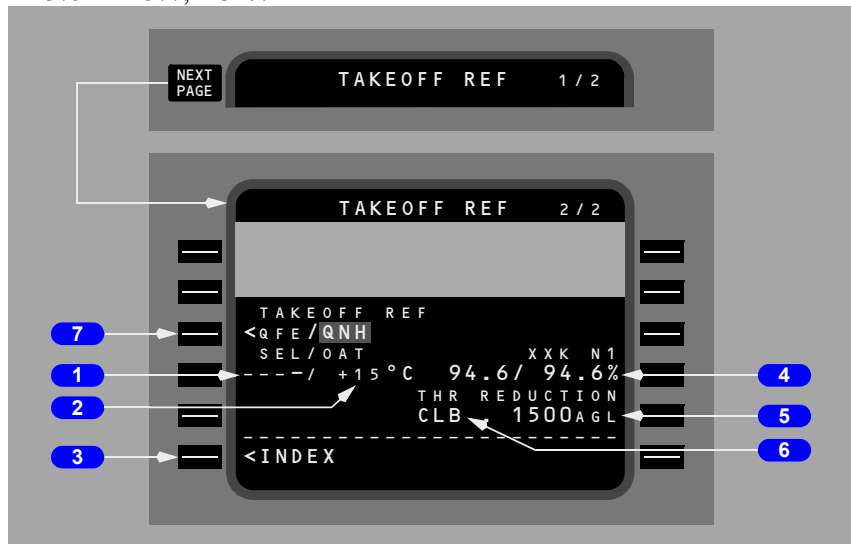 NEXT
PAGE
TAKEOFF REF 1/2
TAKEOFF REF 2/2
TAKEOFF REF
7
<QFE/QNH
SEL/OAT XXK N1
1
----/ +15°C 94.6/ 94.6%
4
2
THR REDUCTION
CLB 1500AGL
5
6
3
<INDEX